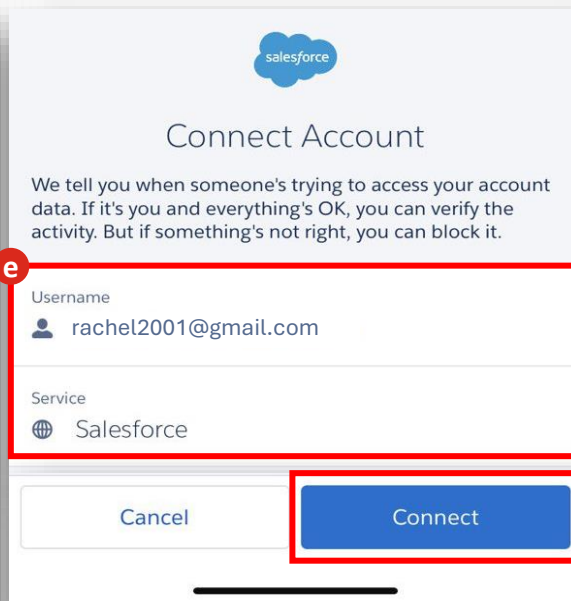 salesforce
Connect Account
We tell you when someone's trying to access your account
data. If it's you and everything's OK, you can verify the
activity. But if something's not right, you can block it.
e
Username
rachel2001@gmail.com
Service
Salesforce
Cancel
Connect